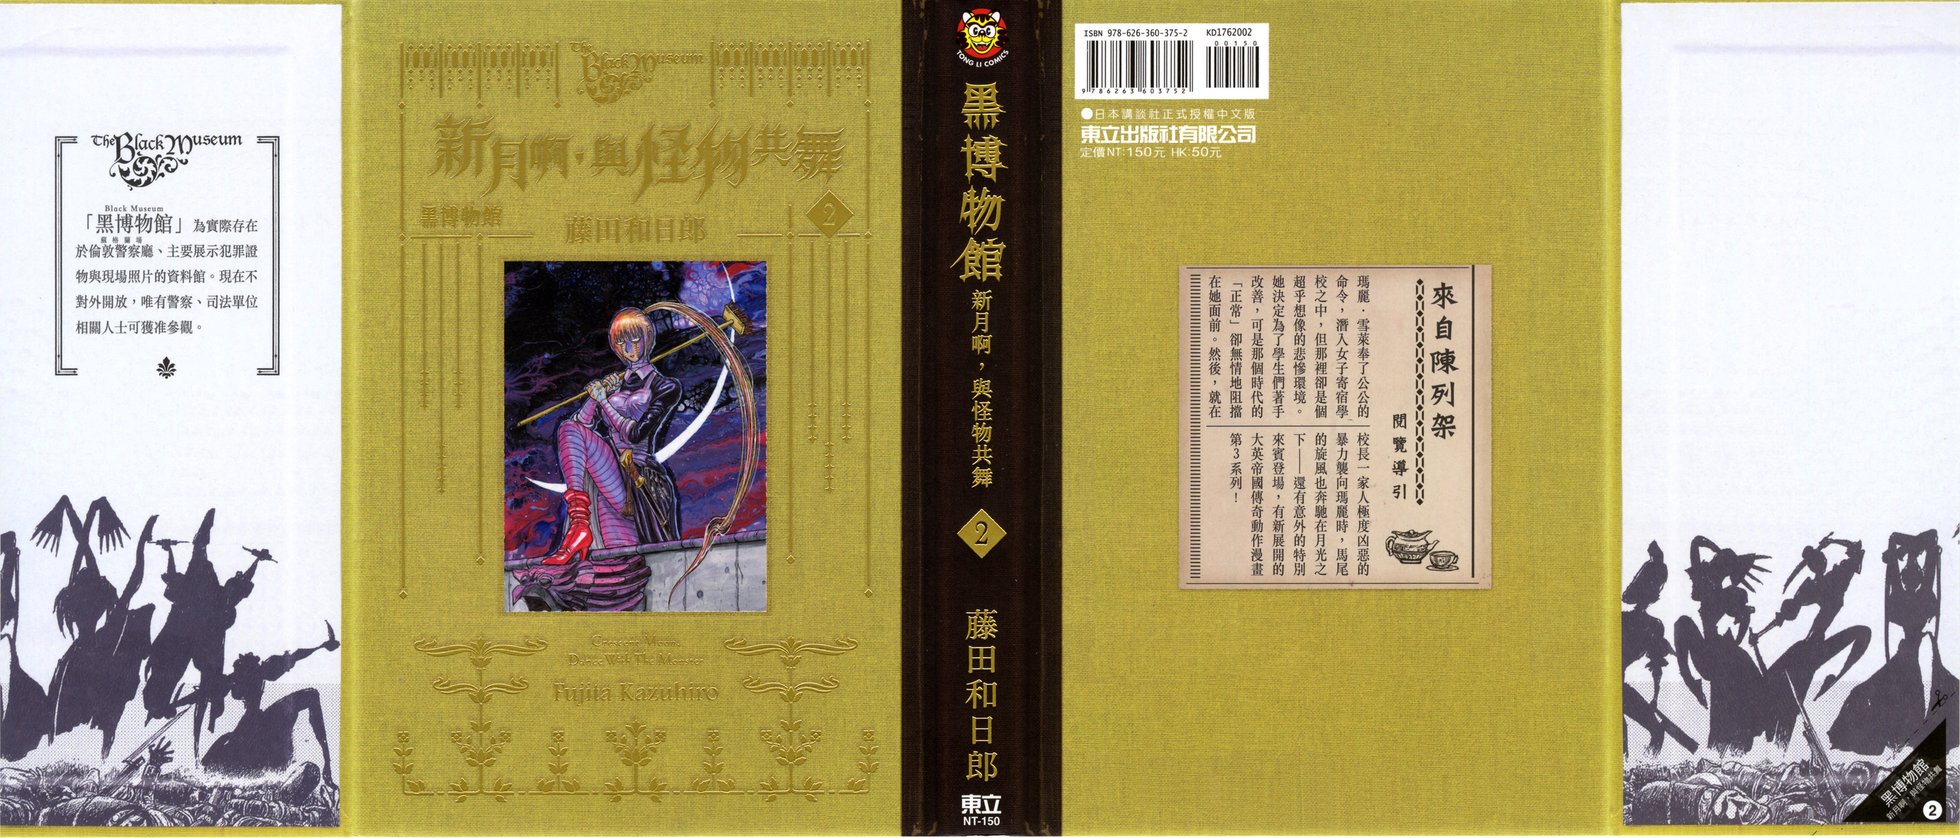 The Black Museum
Black Museum
「黑博物館」為實際存在
蘇格蘭場
於倫敦警察廳、主要展示犯罪證
物與現場照片的資料館。現在不
對外開放，唯有警察、司法單位
相關人士可獲准參觀。
The Black Museum
新月啊·與怪物共舞
黑博物館
藤田和日郎
2
Crescent Moon
Dance With The Monster
Fujita Kazuhiro
TONG LI COMICS
黑博物館
新月啊，與怪物共舞
2
藤田和日郎
東立
NT-150
ISBN 978-626-360-375-2
KD1762002
00150
9786263603752
●日本講談社正式授權中文版
東立出版社有限公司
定價NT:150元 HK:50元
來自陳列架
閱覽導引
瑪麗·雪萊奉了公公的
命令，潛入女子寄宿學
校之中，但那裡卻是個
超乎想像的悲慘環境。
她決定為了學生們著手
改善，可是那個時代的
「正常」卻無情地阻擋
在她面前。然後，就在
校長一家人極度凶惡的
暴力襲向瑪麗時，馬尾
的旋風也奔馳在月光之
下——還有意外的特別
來賓登場，有新展開的
大英帝國傳奇動作漫畫
第3系列！
黑博物館
新月啊，與怪物共舞
2